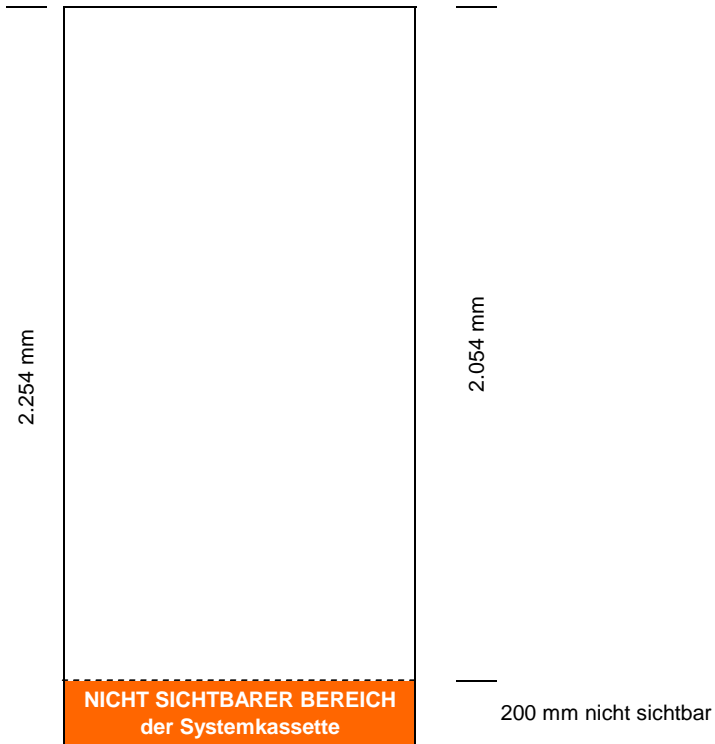 2.254 mm
2.054 mm
NICHT SICHTBARER BEREICH
der Systemkassette
200 mm nicht sichtbar